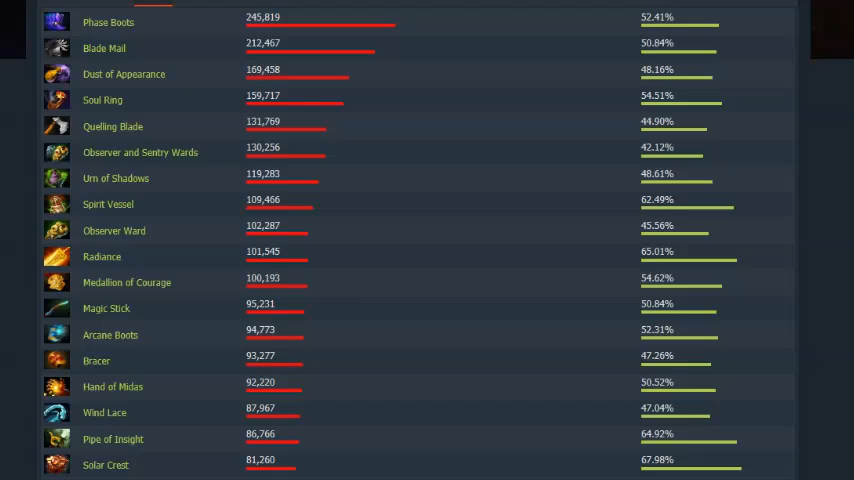 Phase Boots 245,819 52.41%
Blade Mail 212,467 50.84%
Dust of Appearance 169,458 48.16%
Soul Ring 159,717 54.51%
Quelling Blade 131,769 44.90%
Observer and Sentry Wards 130,256 42.12%
Urn of Shadows 119,283 48.61%
Spirit Vessel 109,466 62.49%
Observer Ward 102,287 45.56%
Radiance 101,545 65.01%
Medallion of Courage 100,193 54.62%
Magic Stick 95,231 50.84%
Arcane Boots 94,773 52.31%
Bracer 93,277 47.26%
Hand of Midas 92,220 50.52%
Wind Lace 87,967 47.04%
Pipe of Insight 86,766 64.92%
Solar Crest 81,260 67.98%